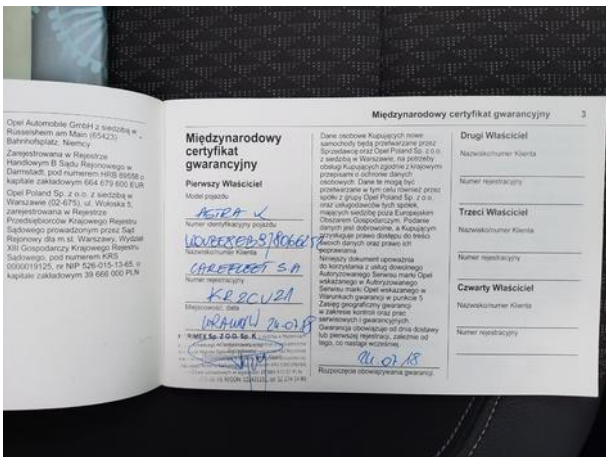 Opel Automobile GmbH z siedzibą w
Rüsselsheim am Main (65423)
Bahnhofsplatz, Niemcy
Zarejestrowana w Rejestrze
Handlowym B Sądu Rejonowego w
Darmstadt, pod numerem HRB 89558 o
kapitale zakładowym 664 679 600 EUR
Opel Poland Sp. z o.o. z siedzibą w
Warszawie (02-675), ul. Wołoska 5,
zarejestrowana w Rejestrze
Przedsiębiorców Krajowego Rejestru
Sądowego prowadzonym przez Sąd
Rejonowy dla m.st. Warszawy, Wydział
XIII Gospodarczy Krajowego Rejestru
Sądowego, pod numerem KRS
0000019125, nr NIP 526-015-13-65, o
kapitale zakładowym 39 666 000 PLN
Międzynarodowy certyfikat gwarancyjny 3
Międzynarodowy
certyfikat
gwarancyjny
Pierwszy Właściciel
Model pojazdu
ASTRA K
Numer identyfikacyjny pojazdu
Nazwisko/numer Klienta
CAREFLEET SA
Numer rejestracyjny
KR2CV21
Miejscowość, data
KRAKÓW 24.07.18
RIMEX Sp. Z O.O. Sp. K
Dane osobowe Kupujących nowe
samochody będą przetwarzane przez
Sprzedawcę oraz Opel Poland Sp. z o.o.
z siedzibą w Warszawie, na potrzeby
obsługi Kupujących zgodnie z krajowymi
przepisami o ochronie danych
osobowych. Dane te mogą być
przetwarzane w tym celu również przez
spółki z grupy Opel Poland Sp. z o.o.
oraz usługodawców tych spółek,
mających siedzibę poza Europejskim
Obszarem Gospodarczym. Podanie
danych jest dobrowolne, a Kupującym
przysługuje prawo dostępu do treści
swoich danych oraz prawo ich
poprawiania.
Niniejszy dokument upoważnia
do korzystania z usług dowolnego
Autoryzowanego Serwisu marki Opel
wskazanego w Autoryzowanego
Serwisu marki Opel wskazanego w
Warunkach gwarancji w punkcie 5
Zasięg geograficzny gwarancji
w zakresie kontroli oraz prac
serwisowych i gwarancyjnych.
Gwarancja obowiązuje od dnia dostawy
lub pierwszej rejestracji, zależnie od
tego, co nastąpi wcześniej.
24.07.18
Rozpoczęcie obowiązywania gwarancji.
Drugi Właściciel
Nazwisko/numer Klienta
Numer rejestracyjny
Trzeci Właściciel
Nazwisko/numer Klienta
Numer rejestracyjny
Czwarty Właściciel
Nazwisko/numer Klienta
Numer rejestracyjny